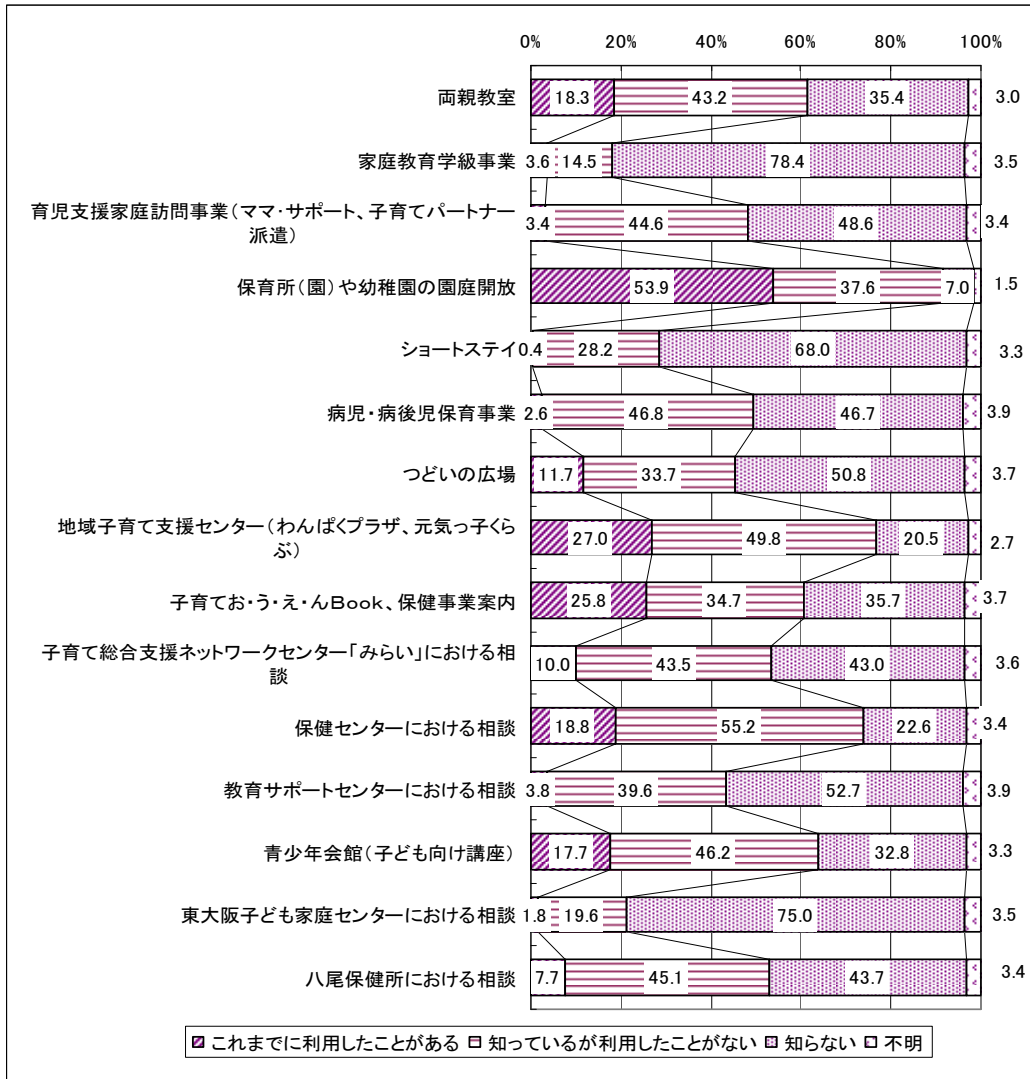 0% 20% 40% 60% 80% 100%
両親教室 18.3 43.2 35.4 3.0
家庭教育学級事業 3.6 14.5 78.4 3.5
育児支援家庭訪問事業(ママ・サポート、子育てパートナー
派遣) 3.4 44.6 48.6 3.4
保育所(園)や幼稚園の園庭開放 53.9 37.6 7.0 1.5
ショートステイ 0.4 28.2 68.0 3.3
病児・病後児保育事業 2.6 46.8 46.7 3.9
つどいの広場 11.7 33.7 50.8 3.7
地域子育て支援センター(わんぱくプラザ、元気っ子くら
ぶ) 27.0 49.8 20.5 2.7
子育てお・う・え・んBook、保健事業案内 25.8 34.7 35.7 3.7
子育て総合支援ネットワークセンター「みらい」における相
談 10.0 43.5 43.0 3.6
保健センターにおける相談 18.8 55.2 22.6 3.4
教育サポートセンターにおける相談 3.8 39.6 52.7 3.9
青少年会館(子ども向け講座) 17.7 46.2 32.8 3.3
東大阪子ども家庭センターにおける相談 1.8 19.6 75.0 3.5
八尾保健所における相談 7.7 45.1 43.7 3.4
これまでに利用したことがある 知っているが利用したことがない 知らない 不明